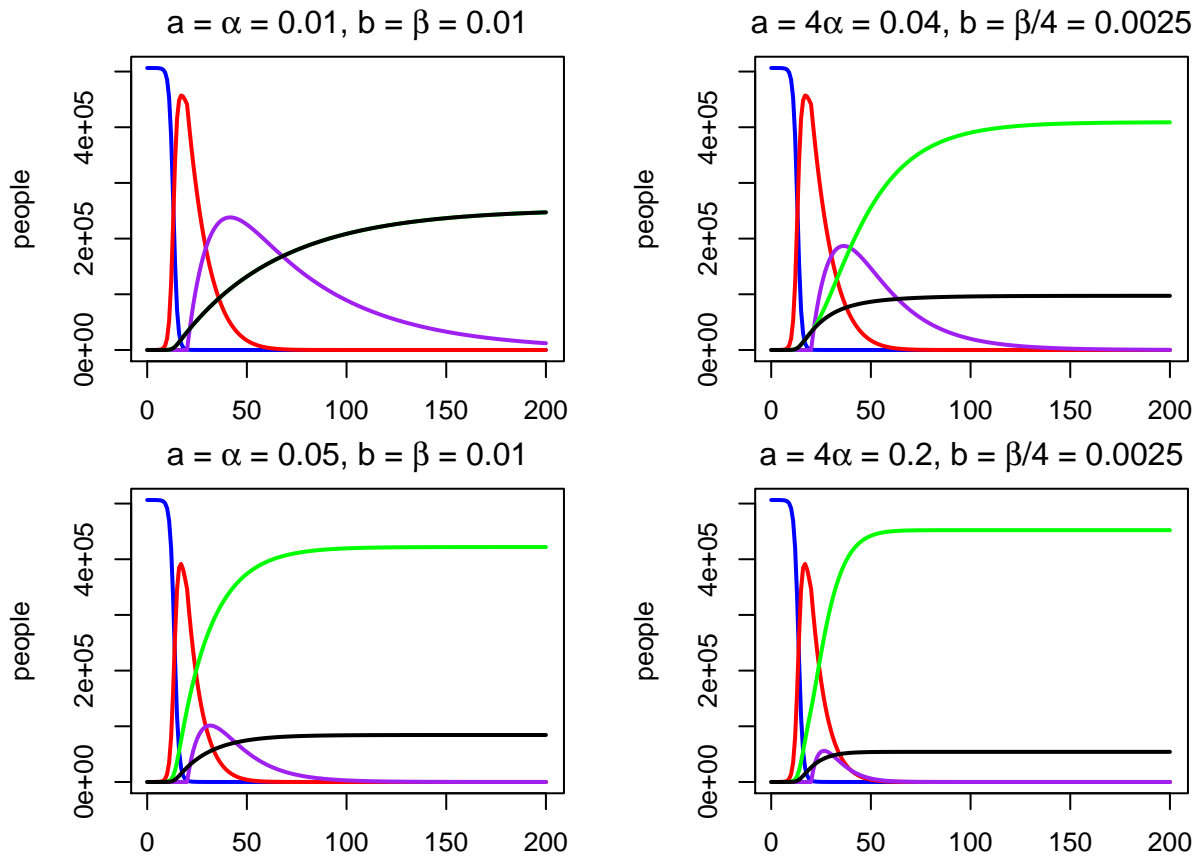 a = α = 0.01, b = β = 0.01
people
0e+00 2e+05 4e+05
0 50 100 150 200
a = 4α = 0.04, b = β/4 = 0.0025
people
0e+00 2e+05 4e+05
0 50 100 150 200
a = α = 0.05, b = β = 0.01
people
0e+00 2e+05 4e+05
0 50 100 150 200
a = 4α = 0.2, b = β/4 = 0.0025
people
0e+00 2e+05 4e+05
0 50 100 150 200